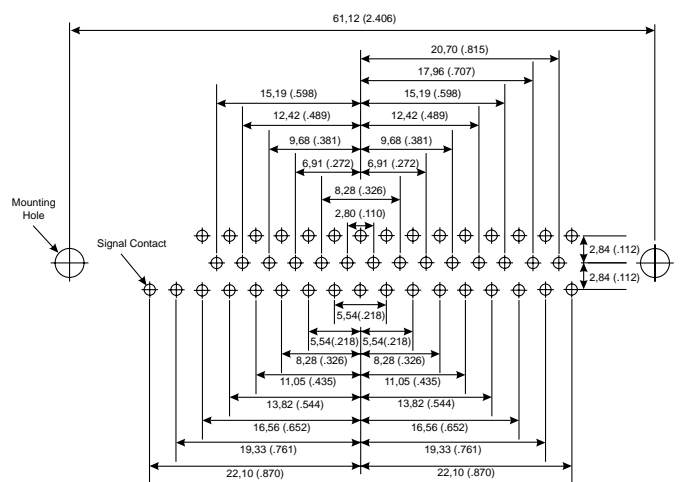 61,12 (2.406)
20,70 (.815)
17,96 (.707)
15,19 (.598) 15,19 (.598)
12,42 (.489) 12,42 (.489)
9,68 (.381) 9,68 (.381)
6,91 (.272) 6,91 (.272)
8,28 (.326)
2,80 (.110)
Mounting
Hole
Signal Contact
2,84 (.112)
2,84 (.112)
5,54(.218)
5,54(.218) 5,54(.218)
8,28 (.326) 8,28 (.326)
11,05 (.435) 11,05 (.435)
13,82 (.544) 13,82 (.544)
16,56 (.652) 16,56 (.652)
19,33 (.761) 19,33 (.761)
22,10 (.870) 22,10 (.870)